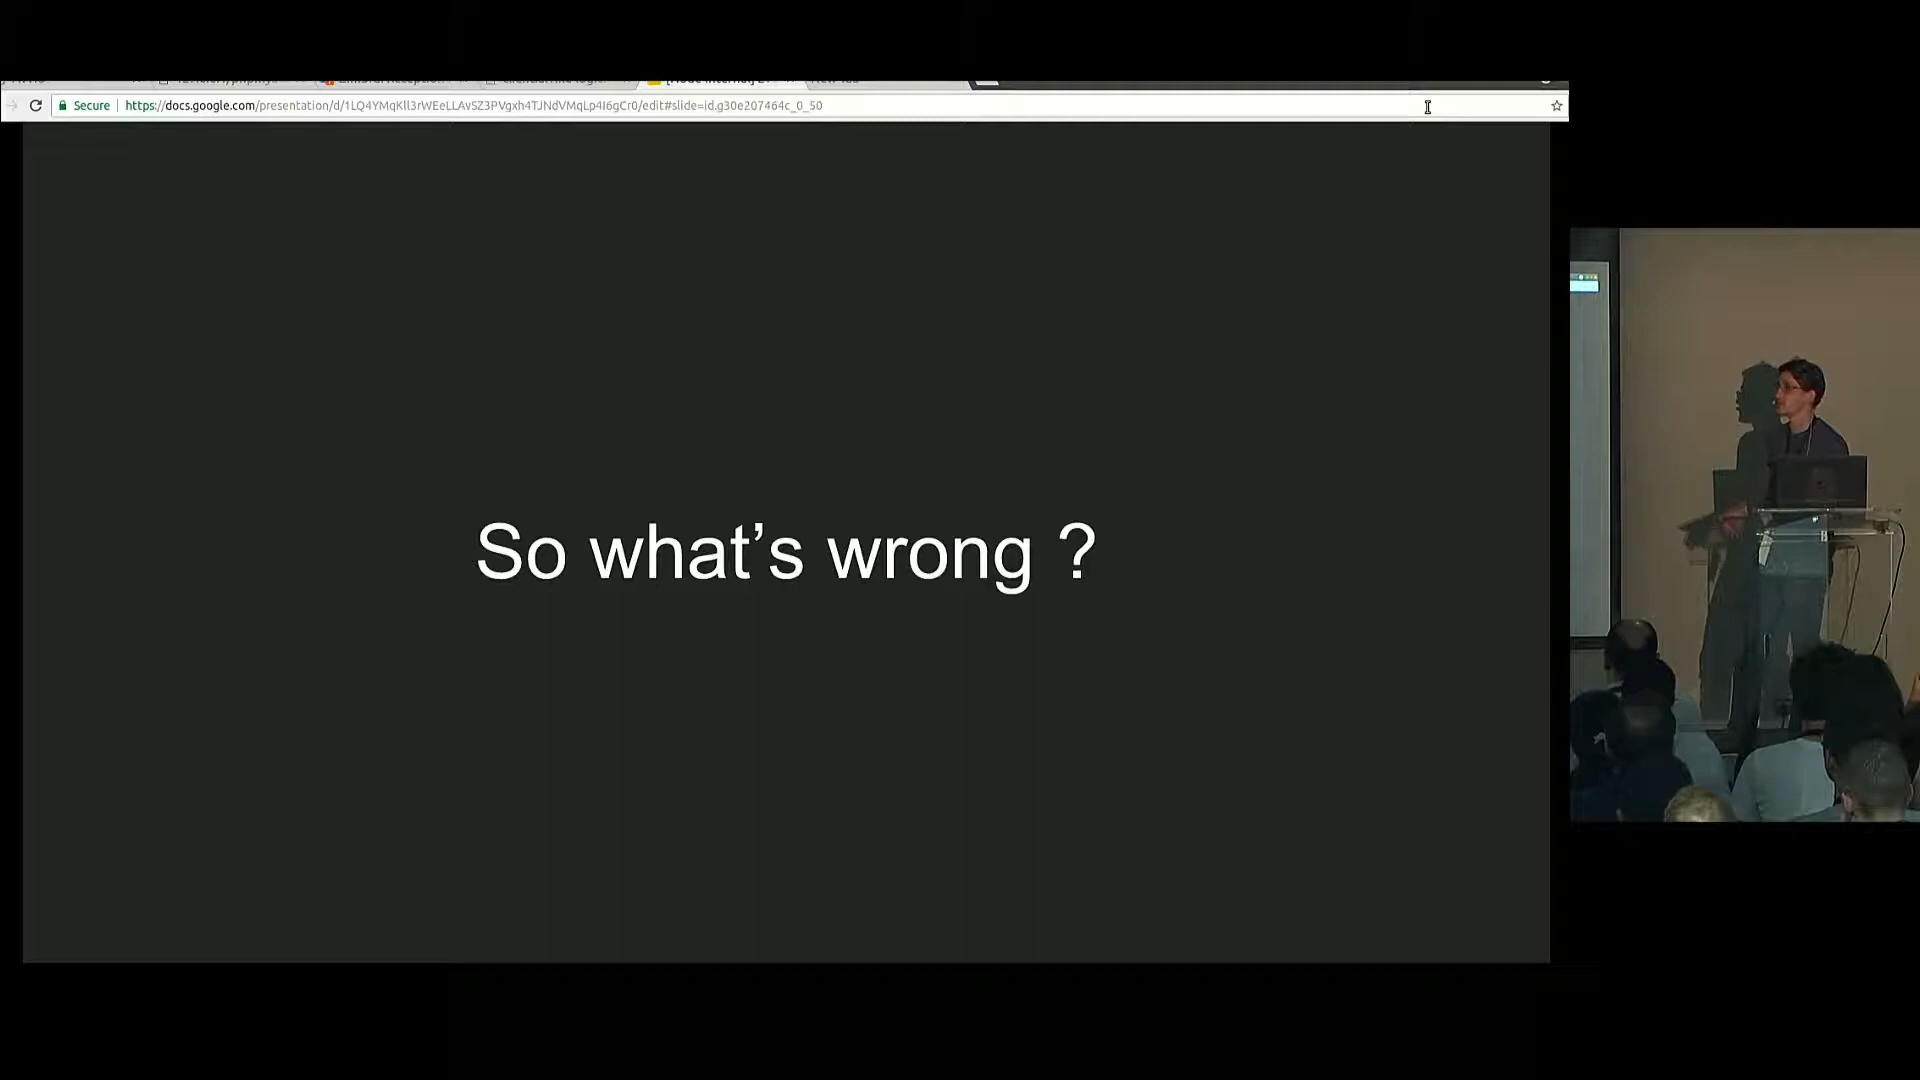 Secure
https://docs.google.com/presentation/d/1LQ4YMqKll3rWEeLLAvSZ3PVgxh4TJNdVMqLp4I6gCr0/edit#slide=id.g30e207464c_0_50
So what’s wrong ?